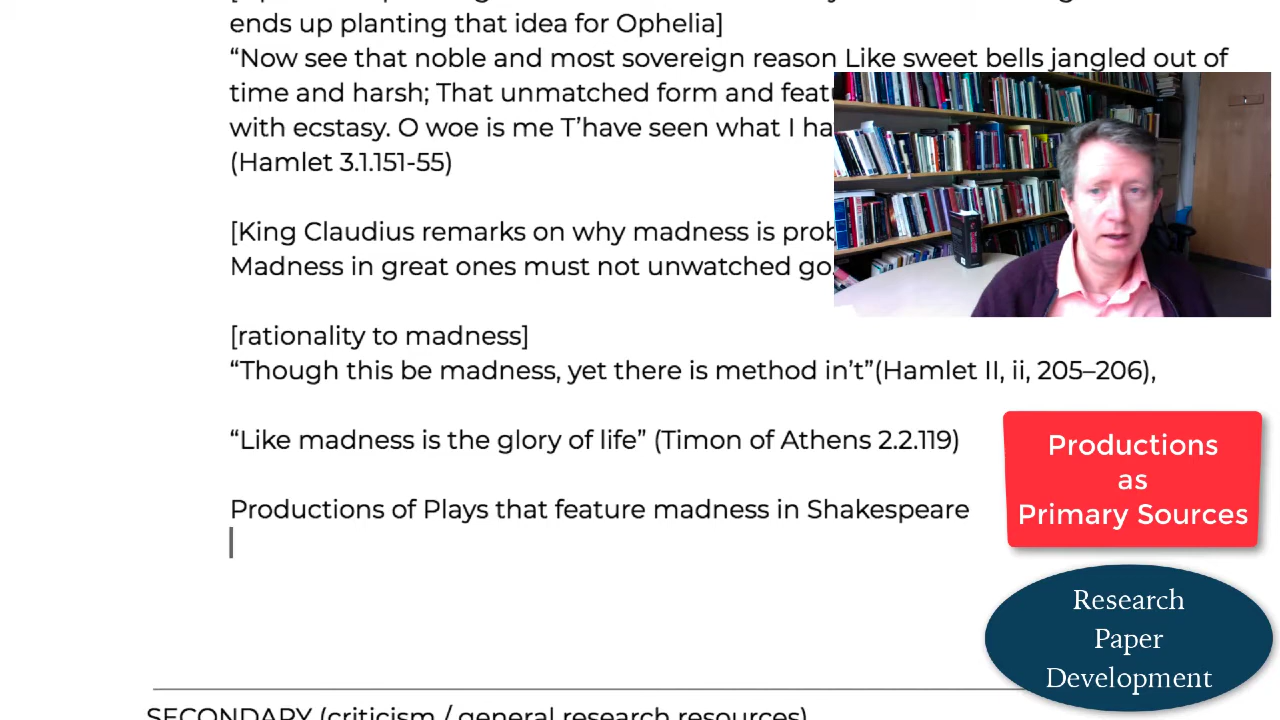 ends up planting that idea for Ophelia]
“Now see that noble and most sovereign reason Like sweet bells jangled out of
time and harsh; That unmatched form and
with ecstasy. O woe is me T’have seen what I
(Hamlet 3.1.151-55)
[King Claudius remarks on why madness is
Madness in great ones must not unwatched go.
[rationality to madness]
“Though this be madness, yet there is method in’t”(Hamlet II, ii, 205–206),
“Like madness is the glory of life” (Timon of Athens 2.2.119)
Productions of Plays that feature madness in Shakespeare
Productions
as
Primary Sources
Research
Paper
Development
SECONDARY (criticism / general research resources)